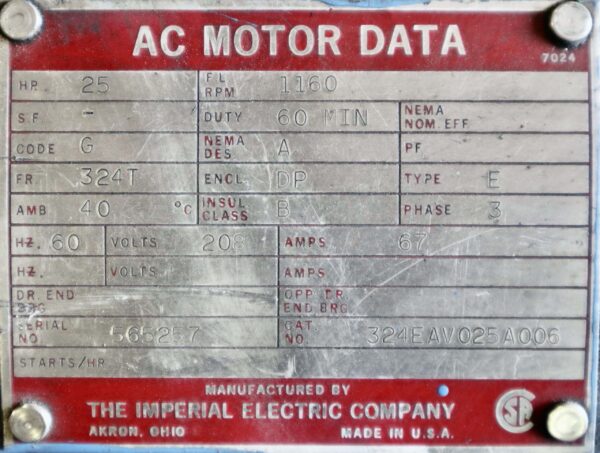 AC MOTOR DATA
7024
HP. 25 FL RPM 1160
S.F - DUTY 60 MIN NEMA NOM. EFF
CODE G NEMA DES A PF
FR. 324T ENCL DP TYPE E
AMB 40 °C INSUL CLASS B PHASE 3
HZ. 60 VOLTS 208 AMPS 67
HZ. VOLTS AMPS
DR. END BRG OPP. DR. END BRG
SERIAL NO. 565257 CAT. NO. 324EAV025A006
STARTS/HR
MANUFACTURED BY
THE IMPERIAL ELECTRIC COMPANY
AKRON, OHIO MADE IN U.S.A.